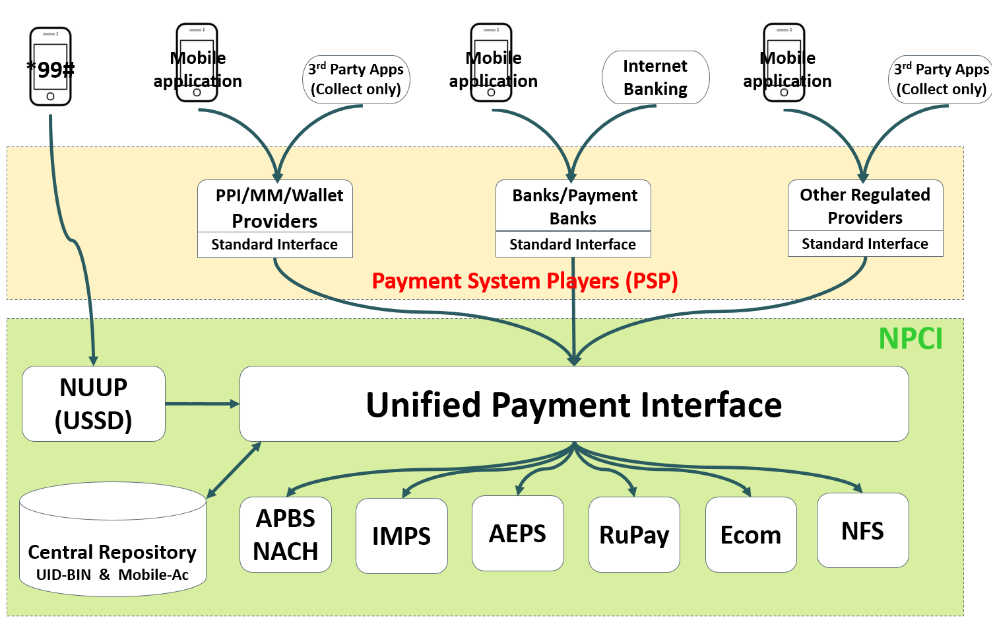 *99#
Mobile
application
3rd Party Apps
(Collect only)
Mobile
application
Internet
Banking
Mobile
application
3rd Party Apps
(Collect only)
PPI/MM/Wallet
Providers
Standard Interface
Banks/Payment
Banks
Standard Interface
Other Regulated
Providers
Standard Interface
Payment System Players (PSP)
NPCI
NUUP
(USSD)
Unified Payment Interface
Central Repository
UID-BIN & Mobile-Ac
APBS
NACH
IMPS
AEPS
RuPay
Ecom
NFS